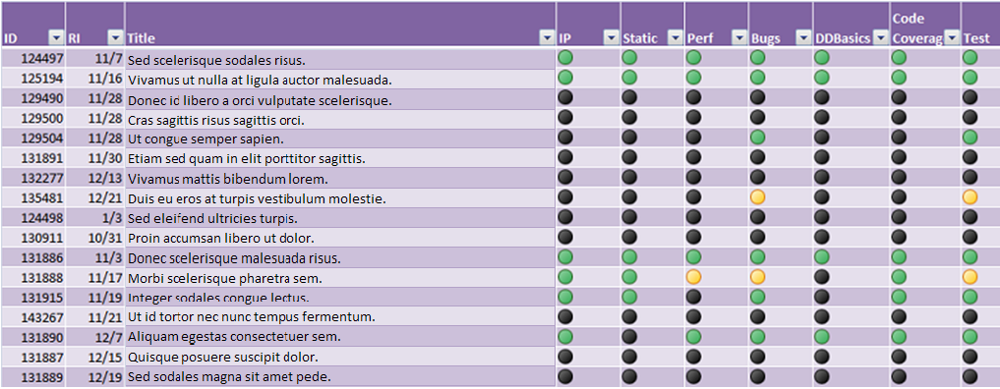 ID RI Title IP Static Perf Bugs DDBasics Code Coverag Test
124497 11/7 Sed scelerisque sodales risus.
125194 11/16 Vivamus ut nulla at ligula auctor malesuada.
129490 11/28 Donec id libero a orci vulputate scelerisque.
129500 11/28 Cras sagittis risus sagittis orci.
129504 11/28 Ut congue semper sapien.
131891 11/30 Etiam sed quam in elit porttitor sagittis.
132277 12/13 Vivamus mattis bibendum lorem.
135481 12/21 Duis eu eros at turpis vestibulum molestie.
124498 1/3 Sed eleifend ultricies turpis.
130911 10/31 Proin accumsan libero ut dolor.
131886 11/3 Donec scelerisque malesuada risus.
131888 11/17 Morbi scelerisque pharetra sem.
131915 11/19 Integer sodales congue lectus.
143267 11/21 Ut id tortor nec nunc tempus fermentum.
131890 12/7 Aliquam egestas consectetuer sem.
131887 12/15 Quisque posuere suscipit dolor.
131889 12/19 Sed sodales magna sit amet pede.